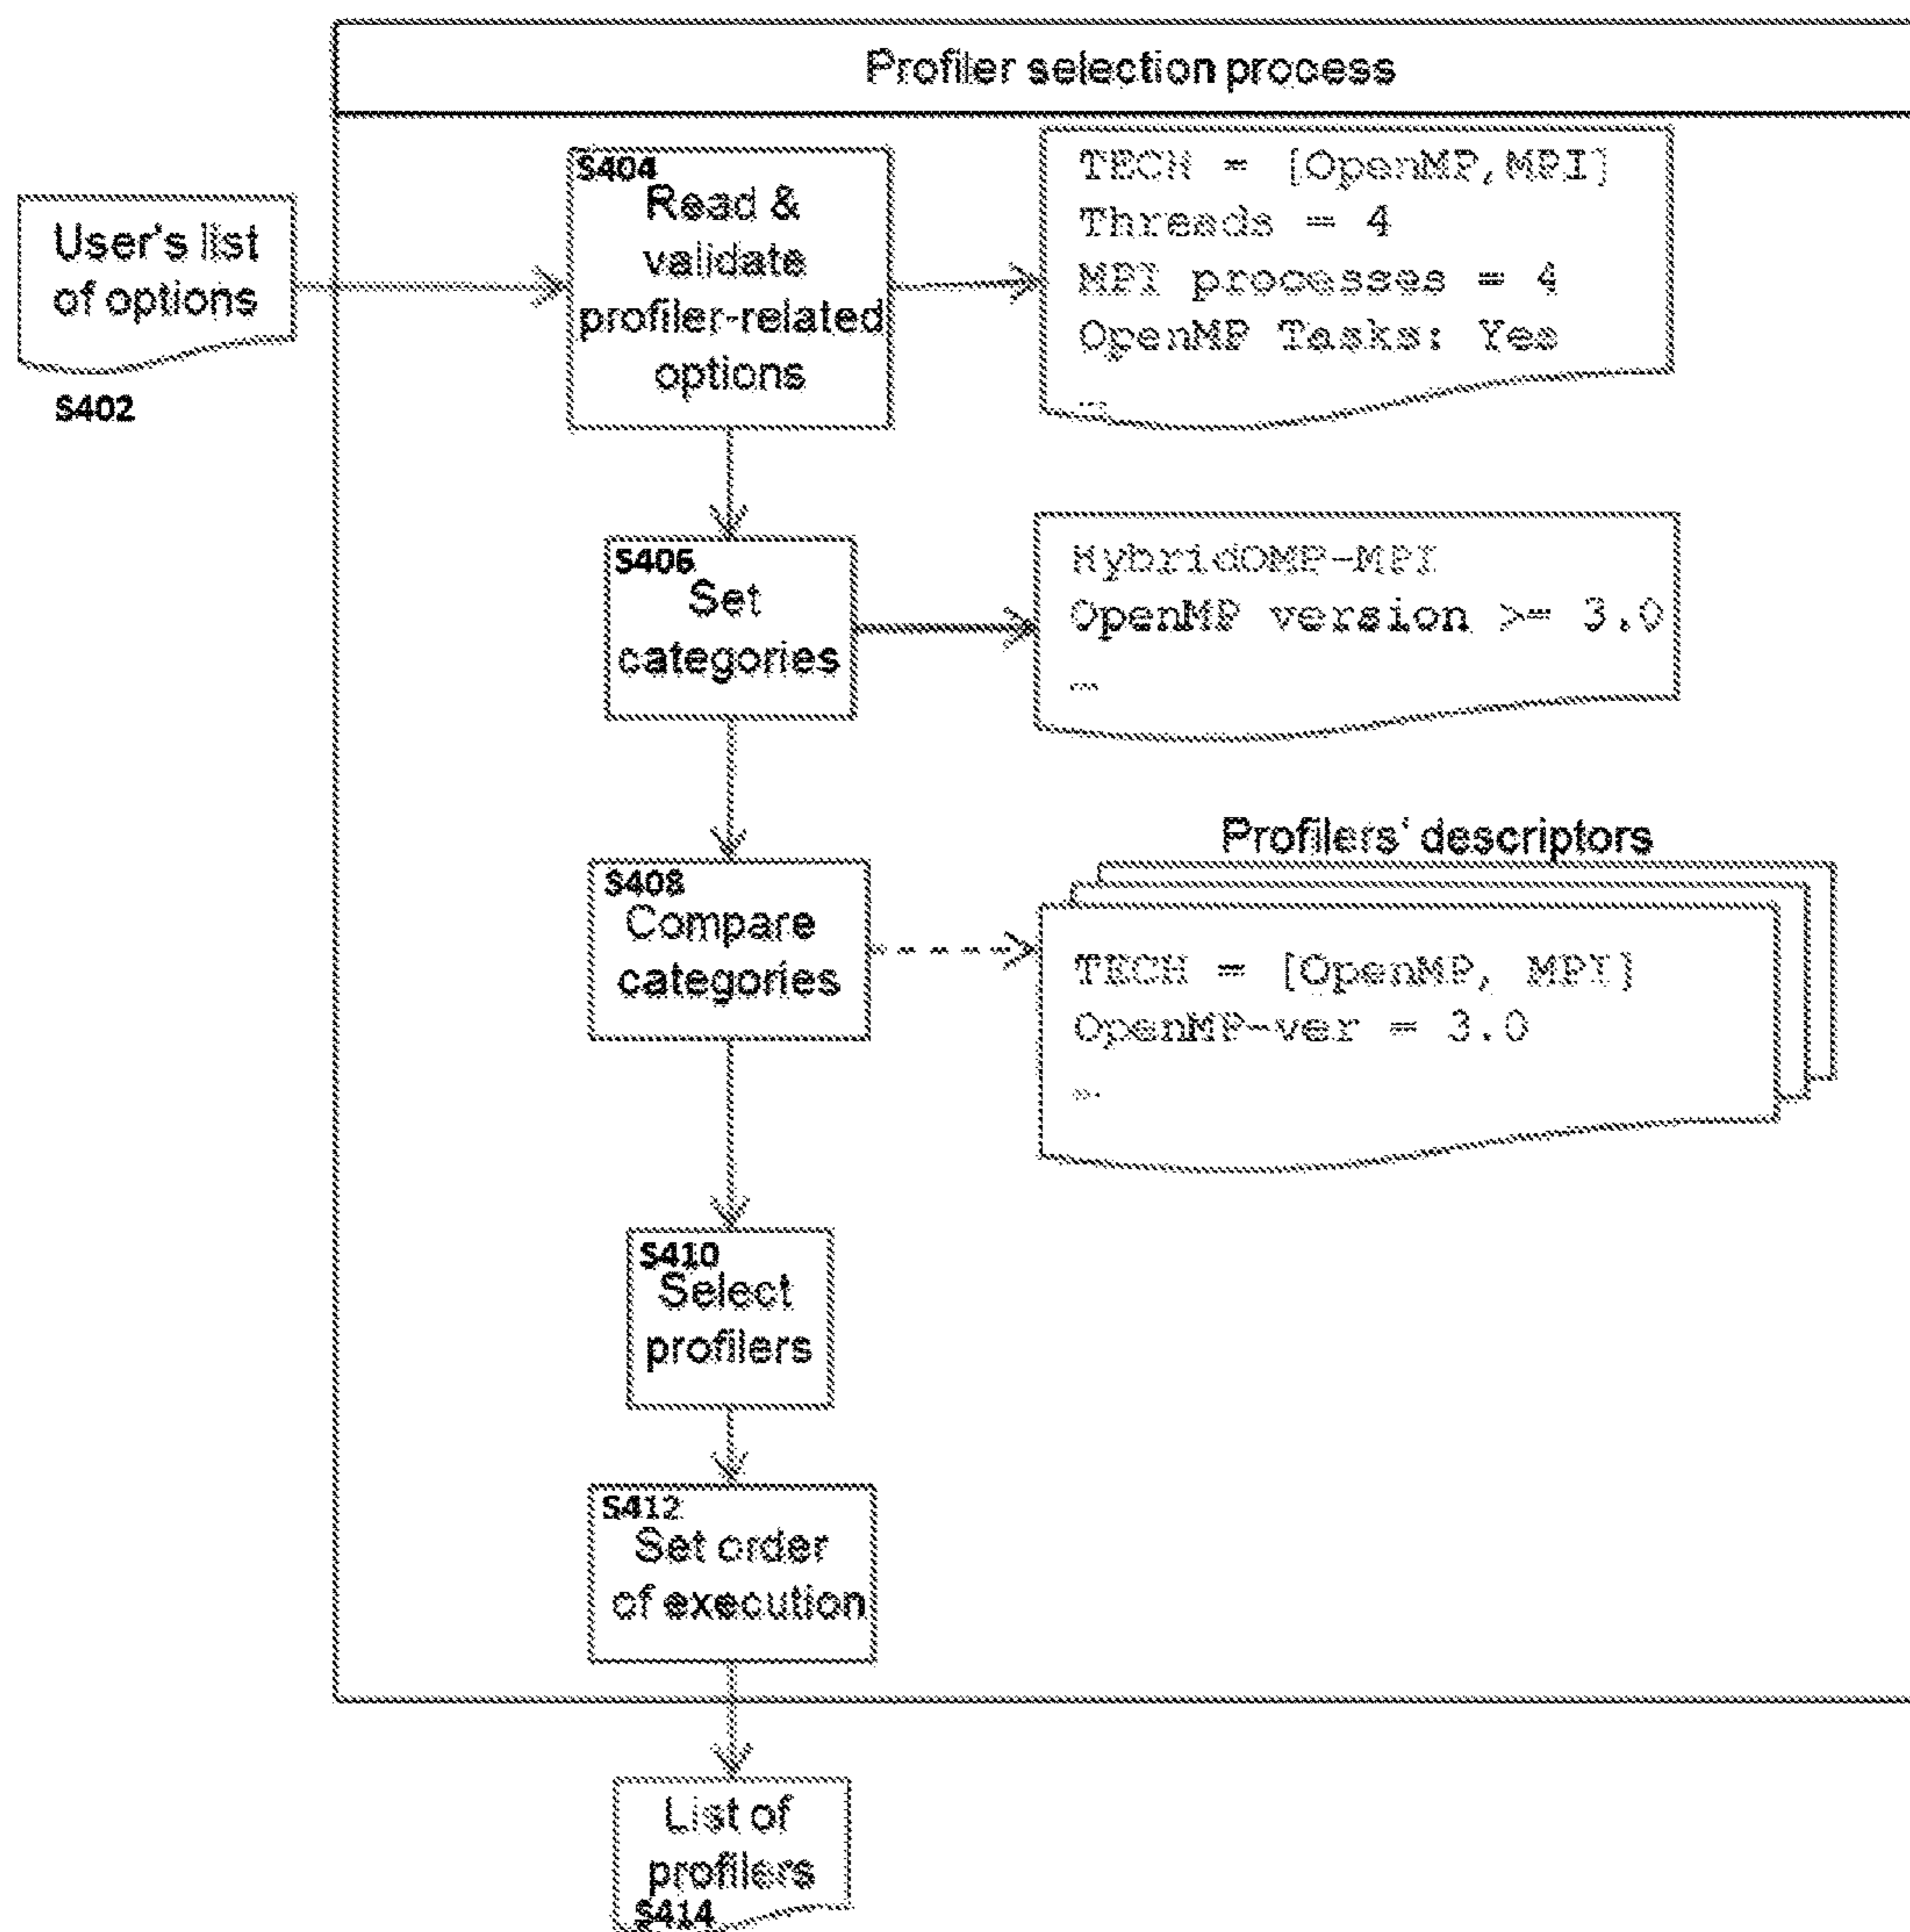 Profiler selection process
User's list
of options
S402
S404
Read &
validate
profiler-related
options
TECH = [OpenMP,MPI]
Threads = 4
MPI processes = 4
OpenMP Tasks: Yes
…
S406
Set
categories
HybridOMP-MPI
OpenMP version >= 3.0
…
S408
Compare
categories
Profilers' descriptors
TECH = [OpenMP, MPI]
OpenMP-ver = 3.0
…
S410
Select
profilers
S412
Set order
of execution
List of
profilers
S414